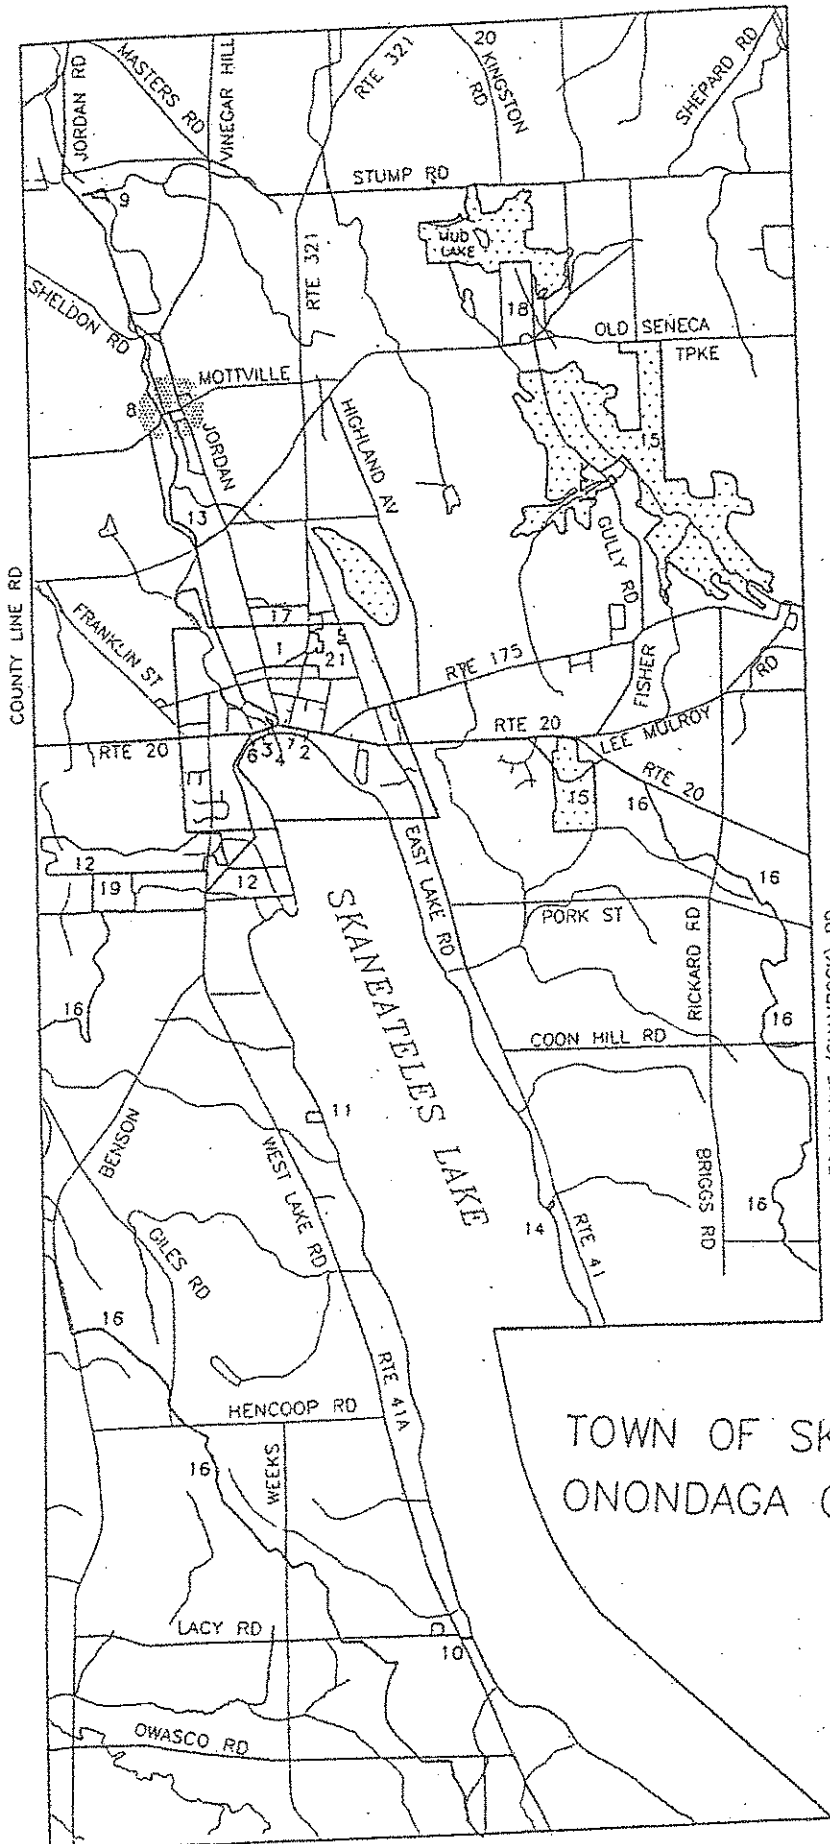 JORDAN RD
MASTERS RD
VINEGAR HILL
RTE 321
20
KINGSTON RD
SHEPARD RD
STUMP RD
9
RTE 321
MUD LAKE
18
SHELDON RD
OLD SENECA TPKE
MOTTVILLE
8
JORDAN
HIGHLAND AV
15
13
GULLY RD
COUNTY LINE RD
FRANKLIN ST
17
1
5
21
RTE 175
FISHER
RD
RTE 20
6
3
4
7
2
RTE 20
LEE MULROY
RTE 20
15
16
12
19
12
EAST LAKE RD
16
PORK ST
RICKARD RD
SKANEATELES LAKE
16
16
COON HILL RD
11
BENSON
WEST LAKE RD
BRIGGS RD
16
14
RTE 41
GILES RD
16
RTE 41A
HENCOOP RD
16
WEEKS
TOWN OF SK
ONONDAGA
LACY RD
10
OWASCO RD